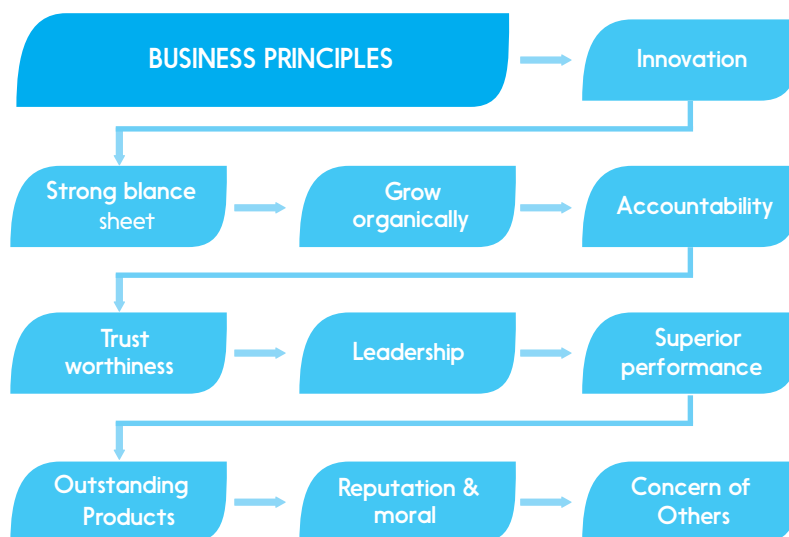 BUSINESS PRINCIPLES
Innovation
Strong blance
sheet
Grow
organically
Accountability
Trust
worthiness
Leadership
Superior
performance
Outstanding
Products
Reputation &
moral
Concern of
Others